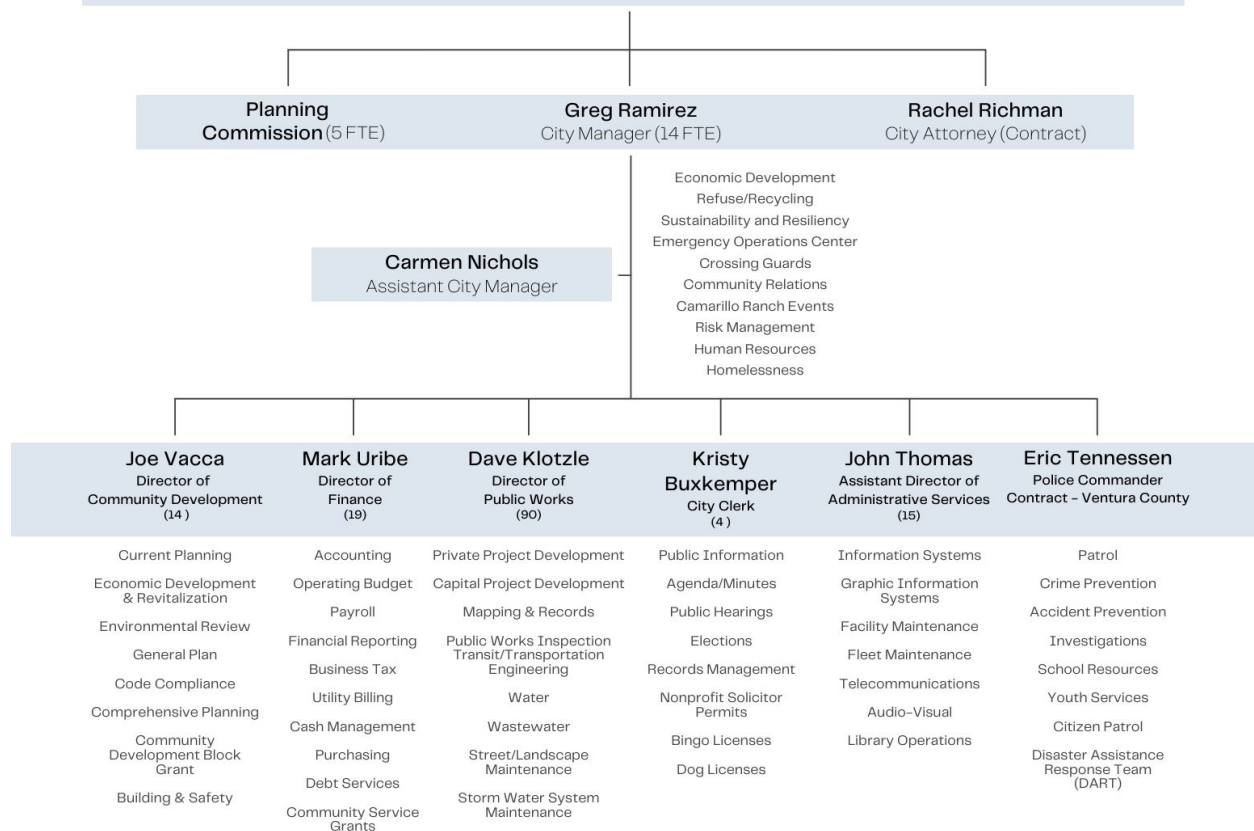 Planning
Commission (5 FTE)
Greg Ramirez
City Manager (14 FTE)
Rachel Richman
City Attorney (Contract)
Economic Development
Refuse/Recycling
Sustainability and Resiliency
Emergency Operations Center
Crossing Guards
Community Relations
Camarillo Ranch Events
Risk Management
Human Resources
Homelessness
Carmen Nichols
Assistant City Manager
Joe Vacca
Director of
Community Development
(14 )
Current Planning
Economic Development
& Revitalization
Environmental Review
General Plan
Code Compliance
Comprehensive Planning
Community
Development Block
Grant
Building & Safety
Mark Uribe
Director of
Finance
(19)
Accounting
Operating Budget
Payroll
Financial Reporting
Business Tax
Utility Billing
Cash Management
Purchasing
Debt Services
Community Service
Grants
Dave Klotzle
Director of
Public Works
(90)
Private Project Development
Capital Project Development
Mapping & Records
Public Works Inspection
Transit/Transportation
Engineering
Water
Wastewater
Street/Landscape
Maintenance
Storm Water System
Maintenance
Kristy
Buxkemper
City Clerk
(4 )
Public Information
Agenda/Minutes
Public Hearings
Elections
Records Management
Nonprofit Solicitor
Permits
Bingo Licenses
Dog Licenses
John Thomas
Assistant Director of
Administrative Services
(15)
Information Systems
Graphic Information
Systems
Facility Maintenance
Fleet Maintenance
Telecommunications
Audio-Visual
Library Operations
Eric Tennessen
Police Commander
Contract - Ventura County
Patrol
Crime Prevention
Accident Prevention
Investigations
School Resources
Youth Services
Citizen Patrol
Disaster Assistance
Response Team
(DART)